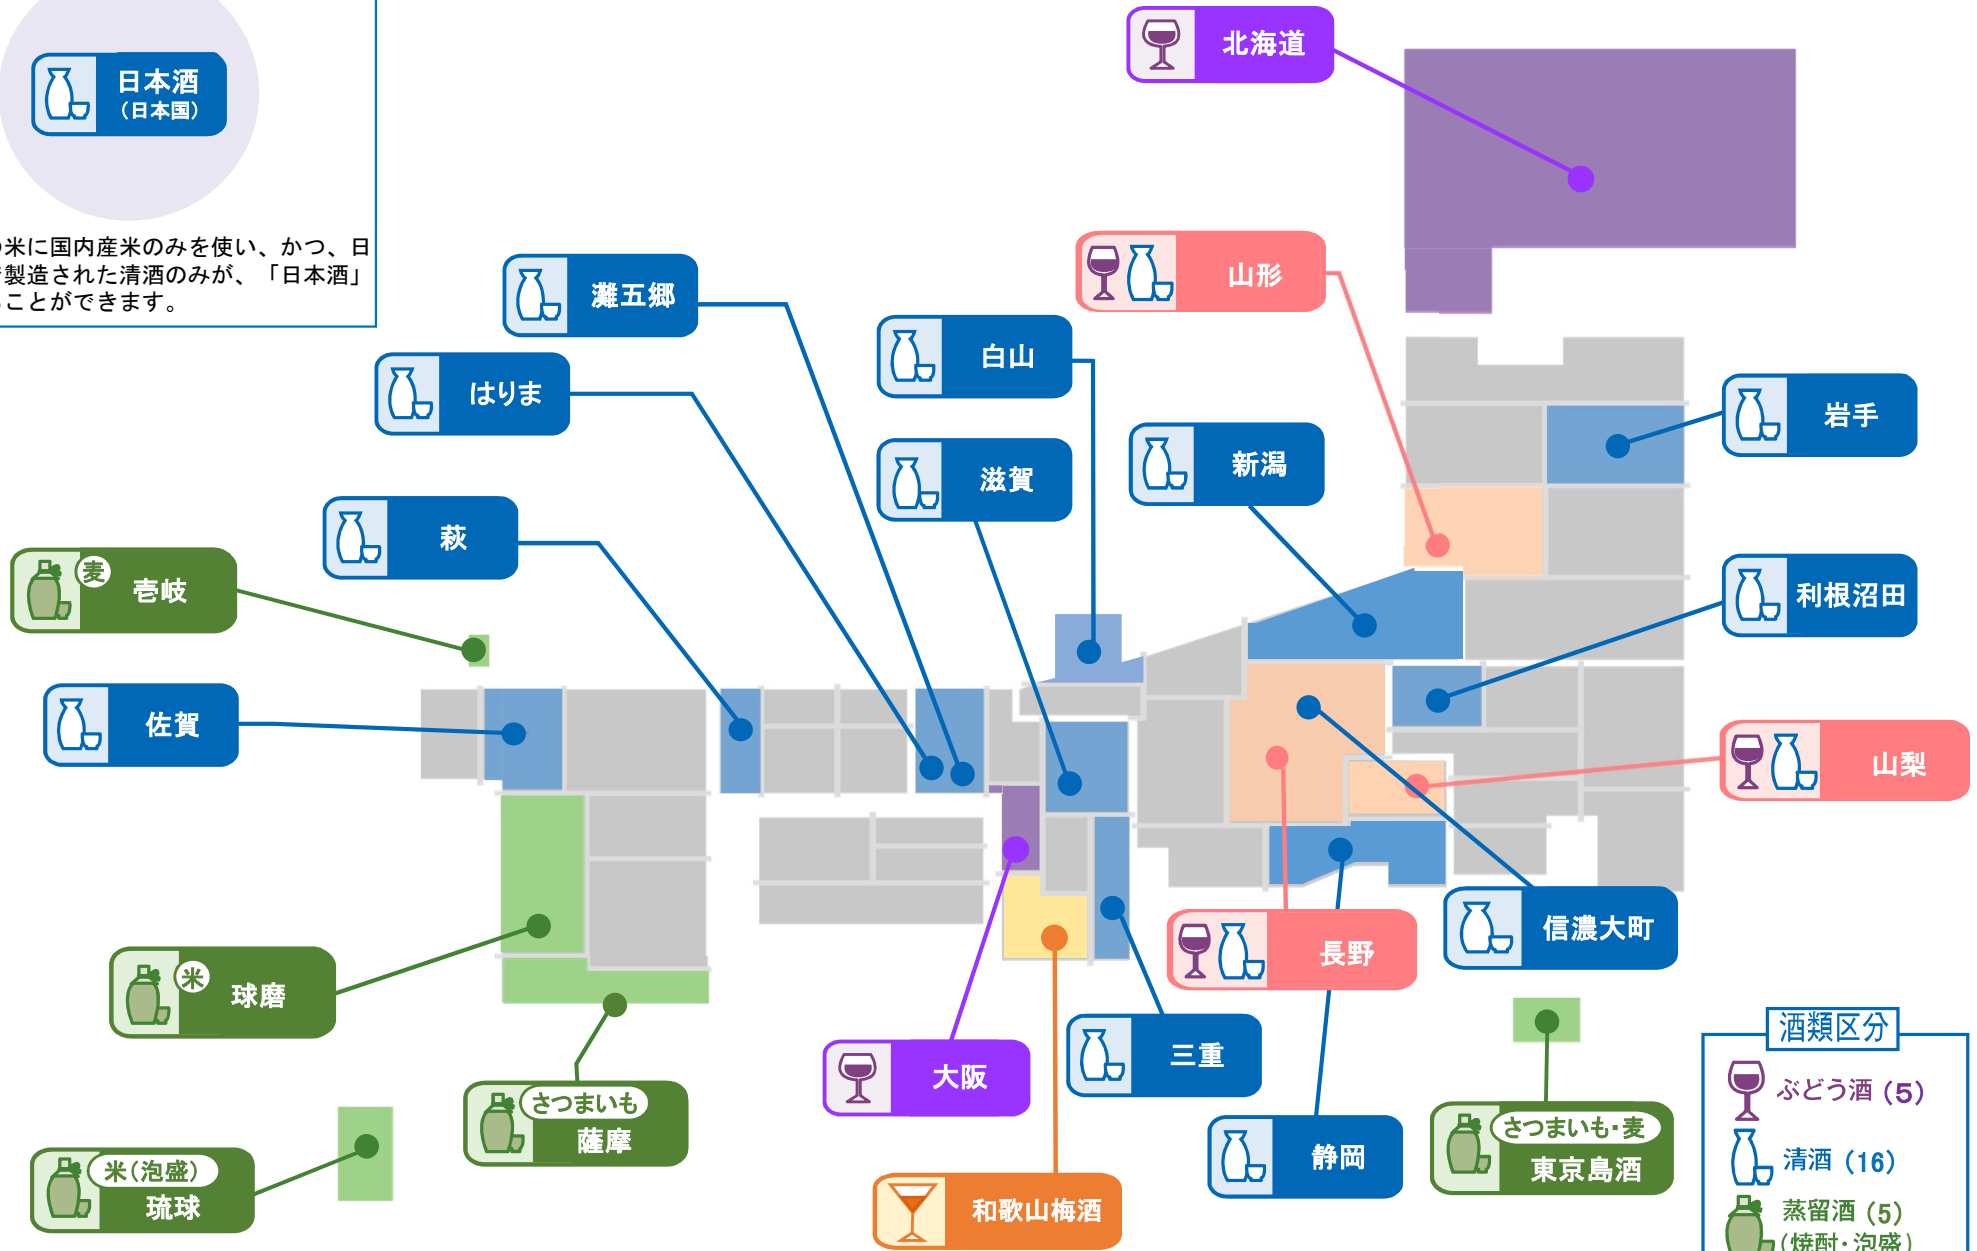 日本酒
(日本国)
の米に国内産米のみを使い、かつ、日
製造された清酒のみが、「日本酒」
ことができます。
北海道
山形
灘五郷
白山
はりま
岩手
新潟
滋賀
萩
麦
壱岐
利根沼田
佐賀
山梨
信濃大町
長野
米
球磨
三重
大阪
さつまいも
薩摩
静岡
さつまいも・麦
東京島酒
米(泡盛)
琉球
和歌山梅酒
酒類区分
ぶどう酒 (5)
清酒 (16)
蒸留酒 (5)
(焼酎・泡盛)